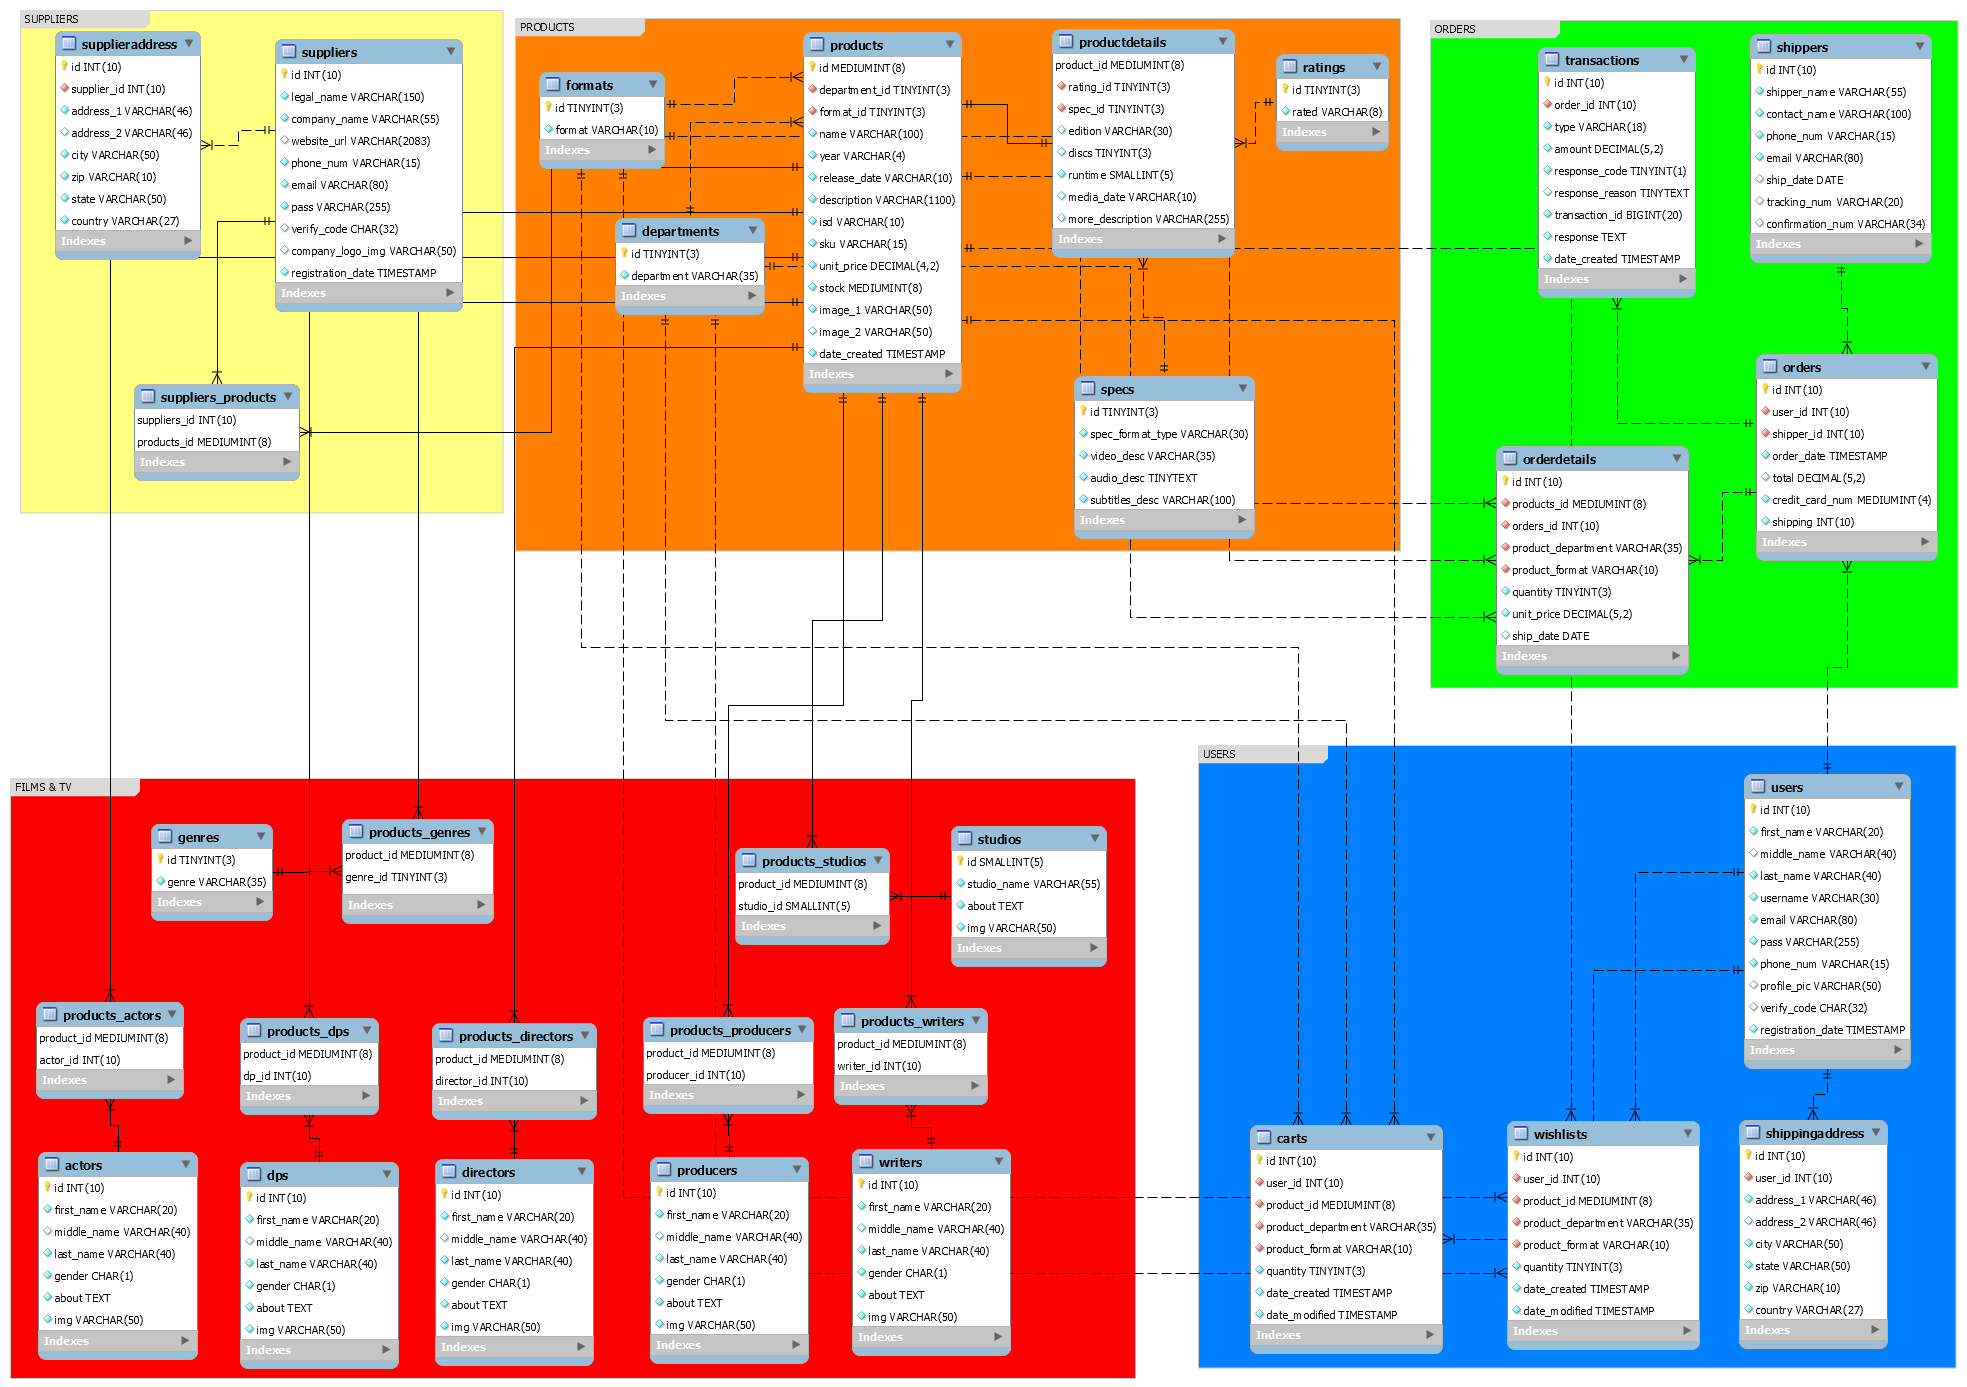 SUPPLIERS
supplieraddress
id INT(10)
supplier_id INT(10)
address_1 VARCHAR(46)
address_2 VARCHAR(46)
city VARCHAR(50)
zip VARCHAR(10)
state VARCHAR(50)
country VARCHAR(27)
Indexes
suppliers
id INT(10)
legal_name VARCHAR(150)
company_name VARCHAR(55)
website_url VARCHAR(2083)
phone_num VARCHAR(15)
email VARCHAR(80)
pass VARCHAR(255)
verify_code CHAR(32)
company_logo_img VARCHAR(50)
registration_date TIMESTAMP
Indexes
suppliers_products
suppliers_id INT(10)
products_id MEDIUMINT(8)
Indexes
PRODUCTS
formats
id TINYINT(3)
format VARCHAR(10)
Indexes
departments
id TINYINT(3)
department VARCHAR(35)
Indexes
products
id MEDIUMINT(8)
department_id TINYINT(3)
format_id TINYINT(3)
name VARCHAR(100)
year VARCHAR(4)
release_date VARCHAR(10)
description VARCHAR(1100)
isd VARCHAR(10)
sku VARCHAR(15)
unit_price DECIMAL(4,2)
stock MEDIUMINT(8)
image_1 VARCHAR(50)
image_2 VARCHAR(50)
date_created TIMESTAMP
Indexes
productdetails
product_id MEDIUMINT(8)
rating_id TINYINT(3)
spec_id TINYINT(3)
edition VARCHAR(30)
discs TINYINT(3)
runtime SMALLINT(5)
media_date VARCHAR(10)
more_description VARCHAR(255)
Indexes
ratings
id TINYINT(3)
rated VARCHAR(8)
Indexes
specs
id TINYINT(3)
spec_format_type VARCHAR(30)
video_desc VARCHAR(35)
audio_desc TINYTEXT
subtitles_desc VARCHAR(100)
Indexes
ORDERS
transactions
id INT(10)
order_id INT(10)
type VARCHAR(18)
amount DECIMAL(5,2)
response_code TINYINT(1)
response_reason TINYTEXT
transaction_id BIGINT(20)
response TEXT
date_created TIMESTAMP
Indexes
shippers
id INT(10)
shipper_name VARCHAR(55)
contact_name VARCHAR(100)
phone_num VARCHAR(15)
email VARCHAR(80)
ship_date DATE
tracking_num VARCHAR(20)
confirmation_num VARCHAR(34)
Indexes
orders
id INT(10)
user_id INT(10)
shipper_id INT(10)
order_date TIMESTAMP
total DECIMAL(5,2)
credit_card_num MEDIUMINT(4)
shipping INT(10)
Indexes
orderdetails
id INT(10)
products_id MEDIUMINT(8)
orders_id INT(10)
product_department VARCHAR(35)
product_format VARCHAR(10)
quantity TINYINT(3)
unit_price DECIMAL(5,2)
ship_date DATE
Indexes
FILMS & TV
genres
id TINYINT(3)
genre VARCHAR(35)
Indexes
products_genres
product_id MEDIUMINT(8)
genre_id TINYINT(3)
Indexes
products_studios
product_id MEDIUMINT(8)
studio_id SMALLINT(5)
Indexes
studios
id SMALLINT(5)
studio_name VARCHAR(55)
about TEXT
img VARCHAR(50)
Indexes
products_actors
product_id MEDIUMINT(8)
actor_id INT(10)
Indexes
products_dps
product_id MEDIUMINT(8)
dp_id INT(10)
Indexes
products_directors
product_id MEDIUMINT(8)
director_id INT(10)
Indexes
products_producers
product_id MEDIUMINT(8)
producer_id INT(10)
Indexes
products_writers
product_id MEDIUMINT(8)
writer_id INT(10)
Indexes
actors
id INT(10)
first_name VARCHAR(20)
middle_name VARCHAR(40)
last_name VARCHAR(40)
gender CHAR(1)
about TEXT
img VARCHAR(50)
Indexes
dps
id INT(10)
first_name VARCHAR(20)
middle_name VARCHAR(40)
last_name VARCHAR(40)
gender CHAR(1)
about TEXT
img VARCHAR(50)
Indexes
directors
id INT(10)
first_name VARCHAR(20)
middle_name VARCHAR(40)
last_name VARCHAR(40)
gender CHAR(1)
about TEXT
img VARCHAR(50)
Indexes
producers
id INT(10)
first_name VARCHAR(20)
middle_name VARCHAR(40)
last_name VARCHAR(40)
gender CHAR(1)
about TEXT
img VARCHAR(50)
Indexes
writers
id INT(10)
first_name VARCHAR(20)
middle_name VARCHAR(40)
last_name VARCHAR(40)
gender CHAR(1)
about TEXT
img VARCHAR(50)
Indexes
USERS
users
id INT(10)
first_name VARCHAR(20)
middle_name VARCHAR(40)
last_name VARCHAR(40)
username VARCHAR(30)
email VARCHAR(80)
pass VARCHAR(255)
phone_num VARCHAR(15)
profile_pic VARCHAR(50)
verify_code CHAR(32)
registration_date TIMESTAMP
Indexes
carts
id INT(10)
user_id INT(10)
product_id MEDIUMINT(8)
product_department VARCHAR(35)
product_format VARCHAR(10)
quantity TINYINT(3)
date_created TIMESTAMP
date_modified TIMESTAMP
Indexes
wishlists
id INT(10)
user_id INT(10)
product_id MEDIUMINT(8)
product_department VARCHAR(35)
product_format VARCHAR(10)
quantity TINYINT(3)
date_created TIMESTAMP
date_modified TIMESTAMP
Indexes
shippingaddress
id INT(10)
user_id INT(10)
address_1 VARCHAR(46)
address_2 VARCHAR(46)
city VARCHAR(50)
state VARCHAR(50)
zip VARCHAR(10)
country VARCHAR(27)
Indexes